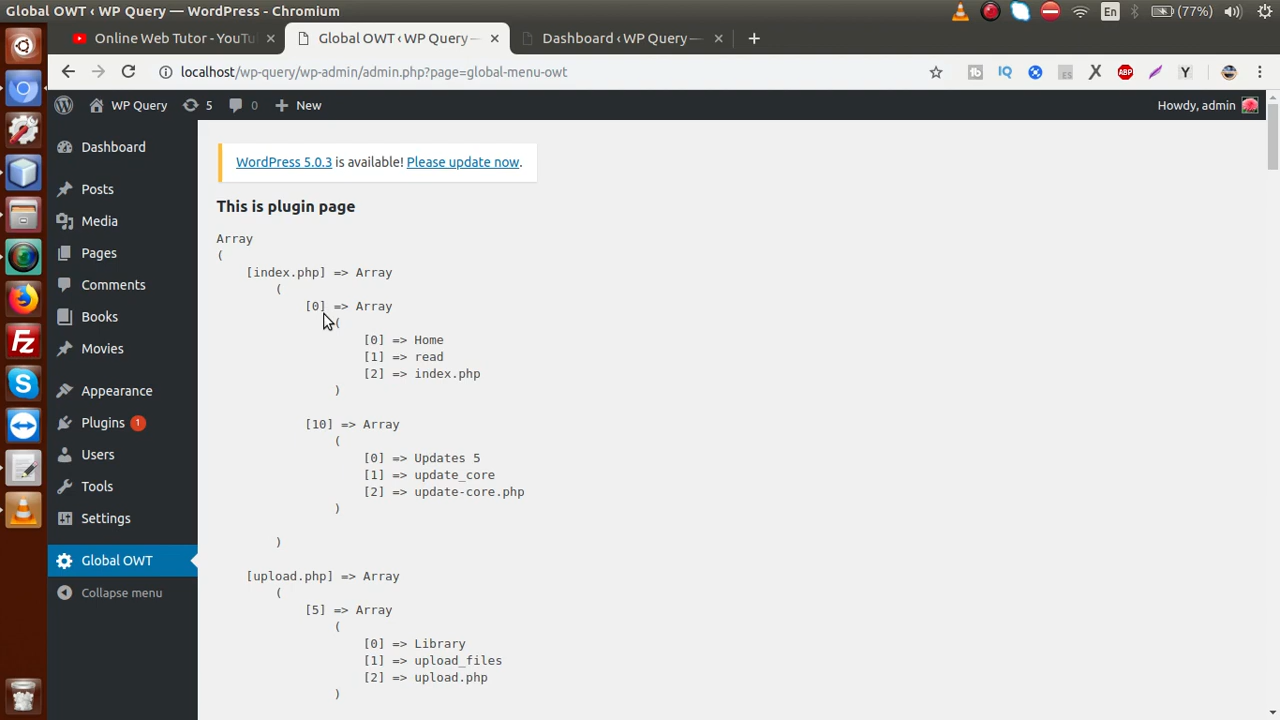 Global OWT ‹ WP Query — WordPress - Chromium
En
(77%)
Online Web Tutor - YouTu
Global OWT ‹ WP Query —
Dashboard ‹ WP Query —
localhost/wp-query/wp-admin/admin.php?page=global-menu-owt
tb
IQ
ES
X
ABP
Y
WP Query
5
0
New
Howdy, admin
Dashboard
Posts
Media
Pages
Comments
Books
Movies
Appearance
Plugins 1
Users
Tools
Settings
Global OWT
Collapse menu
WordPress 5.0.3 is available! Please update now.
This is plugin page
Array
(
[index.php] => Array
(
[0] => Array
(
[0] => Home
[1] => read
[2] => index.php
)
[10] => Array
(
[0] => Updates 5
[1] => update_core
[2] => update-core.php
)
)
[upload.php] => Array
(
[5] => Array
(
[0] => Library
[1] => upload_files
[2] => upload.php
)